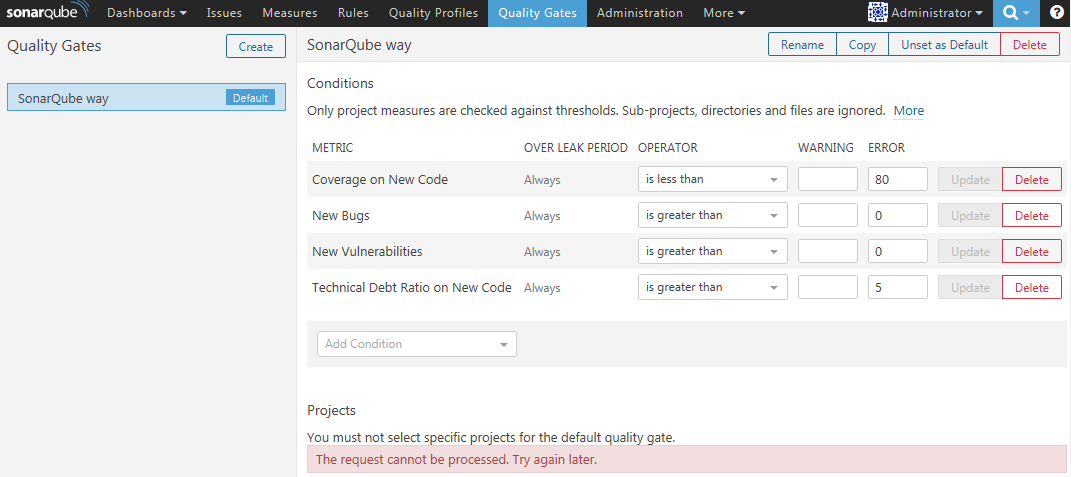 sonarqube Dashboards Issues Measures Rules Quality Profiles Quality Gates Administration More Administrator ?
Quality Gates Create
SonarQube way Default
SonarQube way Rename Copy Unset as Default Delete
Conditions
Only project measures are checked against thresholds. Sub-projects, directories and files are ignored. More
METRIC OVER LEAK PERIOD OPERATOR WARNING ERROR
Coverage on New Code Always is less than 80 Update Delete
New Bugs Always is greater than 0 Update Delete
New Vulnerabilities Always is greater than 0 Update Delete
Technical Debt Ratio on New Code Always is greater than 5 Update Delete
Add Condition
Projects
You must not select specific projects for the default quality gate.
The request cannot be processed. Try again later.